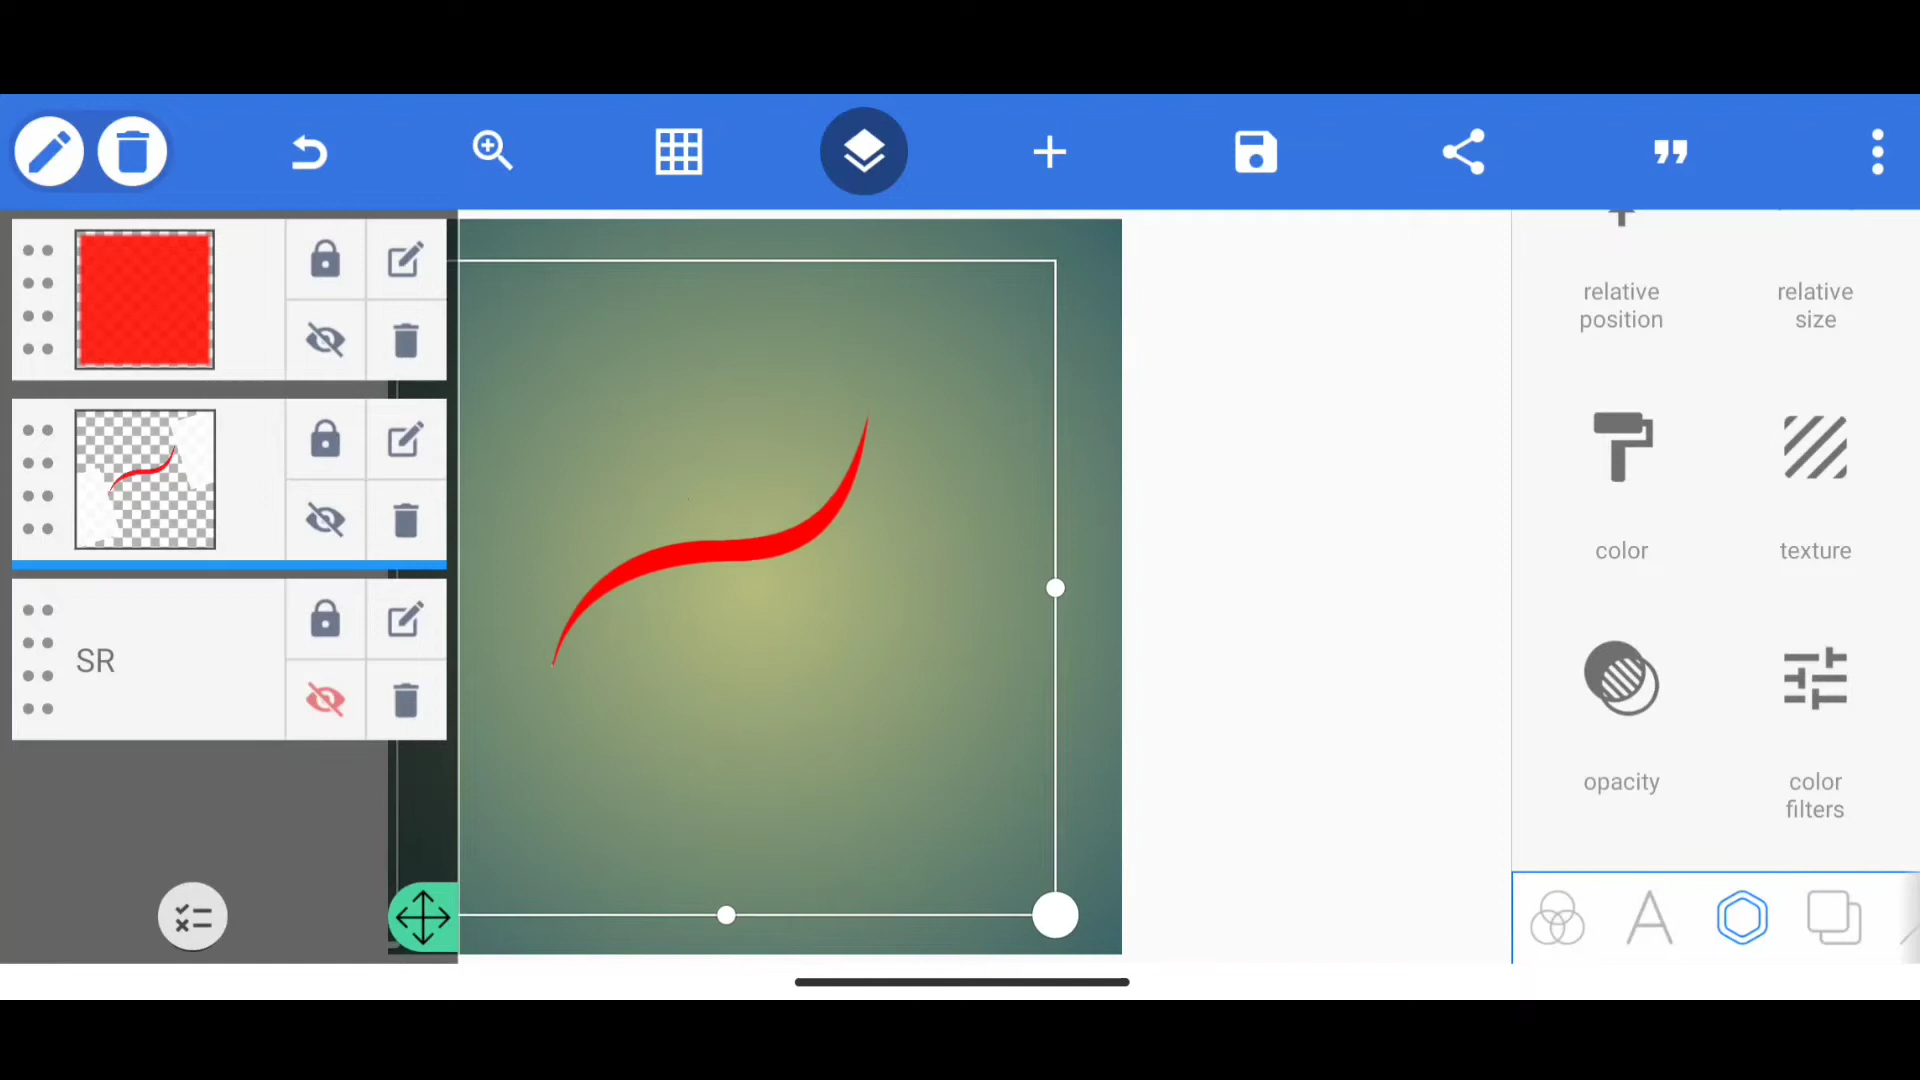 SR
relative
position
relative
size
color
texture
opacity
color
filters